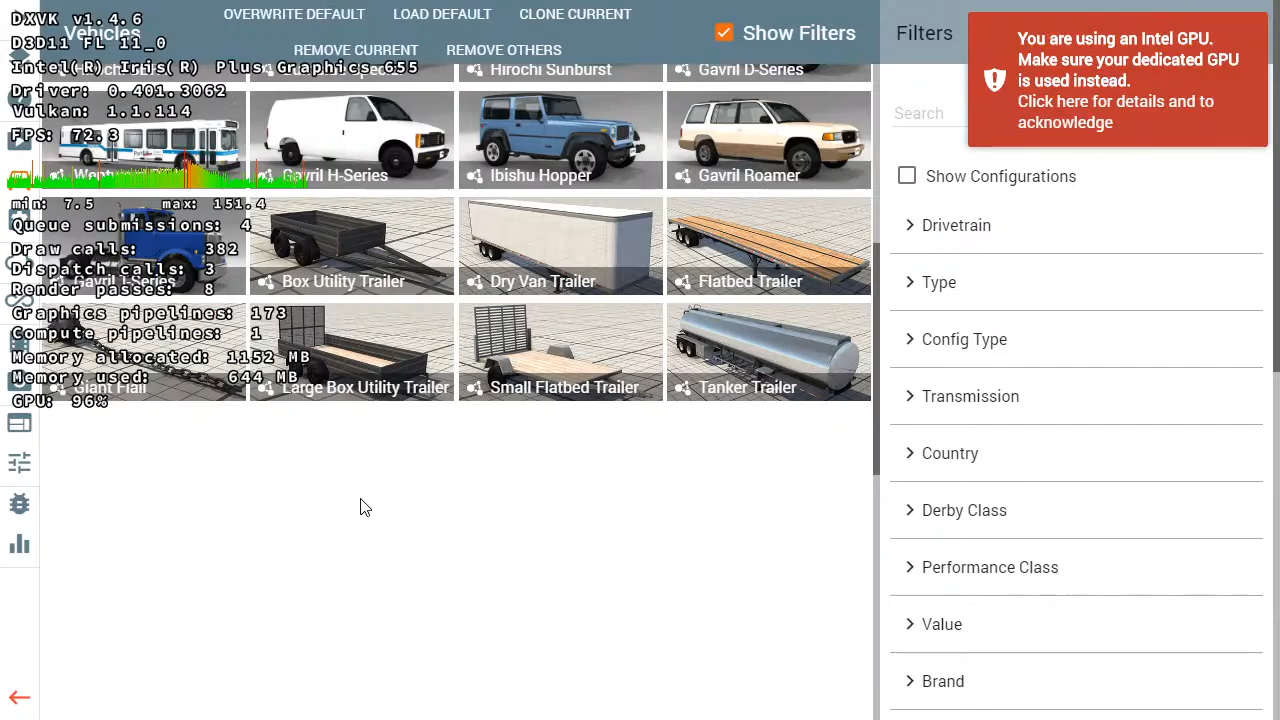 OVERWRITE DEFAULT
LOAD DEFAULT
CLONE CURRENT
REMOVE CURRENT
REMOVE OTHERS
Vehicles
Show Filters
Filters
You are using an Intel GPU.
Make sure your dedicated GPU
is used instead.
Click here for details and to
acknowledge
DXVK v1.4.6
D3D11 FL 11_0
Intel(R) Iris(R) Plus Graphics 655
Driver: 0.401.3062
Vulkan: 1.1.114
FPS: 72.3
min: 7.5 max: 151.4
Queue submissions: 4
Draw calls: 382
Dispatch calls: 3
Render passes: 8
Graphics pipelines: 173
Compute pipelines: 1
Memory allocated: 1152 MB
Memory used: 644 MB
GPU: 96%
Hirochi Sunburst
Gavril D-Series
Gavril H-Series
Ibishu Hopper
Gavril Roamer
Box Utility Trailer
Dry Van Trailer
Flatbed Trailer
Giant Flail
Large Box Utility Trailer
Small Flatbed Trailer
Tanker Trailer
Search
Show Configurations
Drivetrain
Type
Config Type
Transmission
Country
Derby Class
Performance Class
Value
Brand